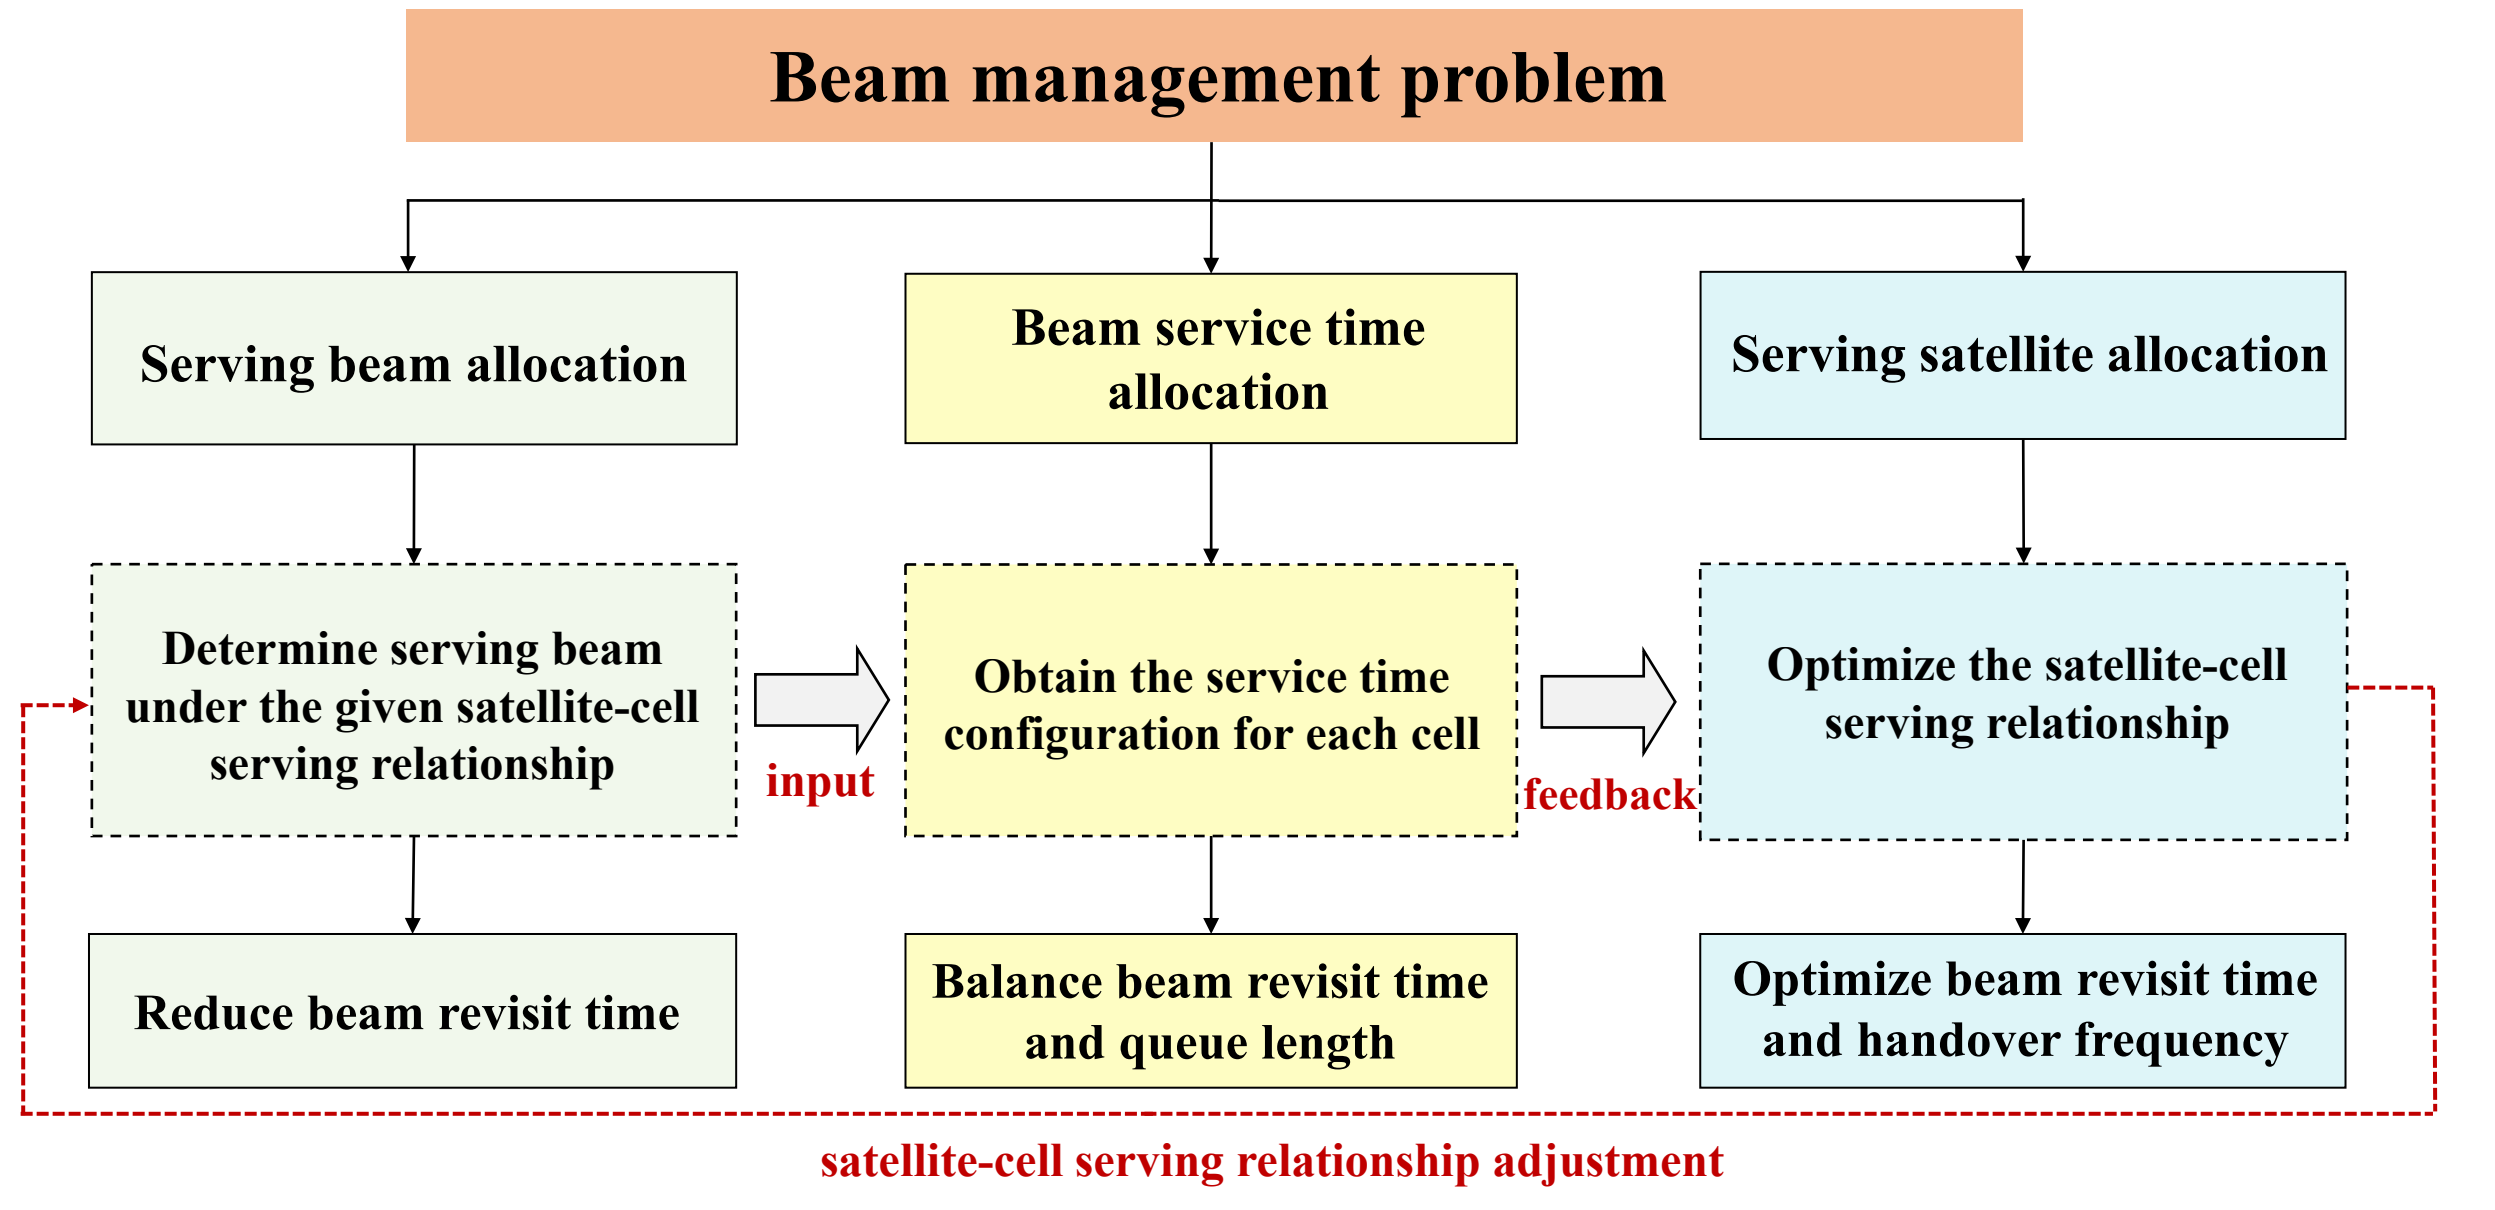 Beam management problem
Serving beam allocation
Beam service time
allocation
Serving satellite allocation
Determine serving beam
under the given satellite-cell
serving relationship
input
Obtain the service time
configuration for each cell
feedback
Optimize the satellite-cell
serving relationship
Reduce beam revisit time
Balance beam revisit time
and queue length
Optimize beam revisit time
and handover frequency
satellite-cell serving relationship adjustment